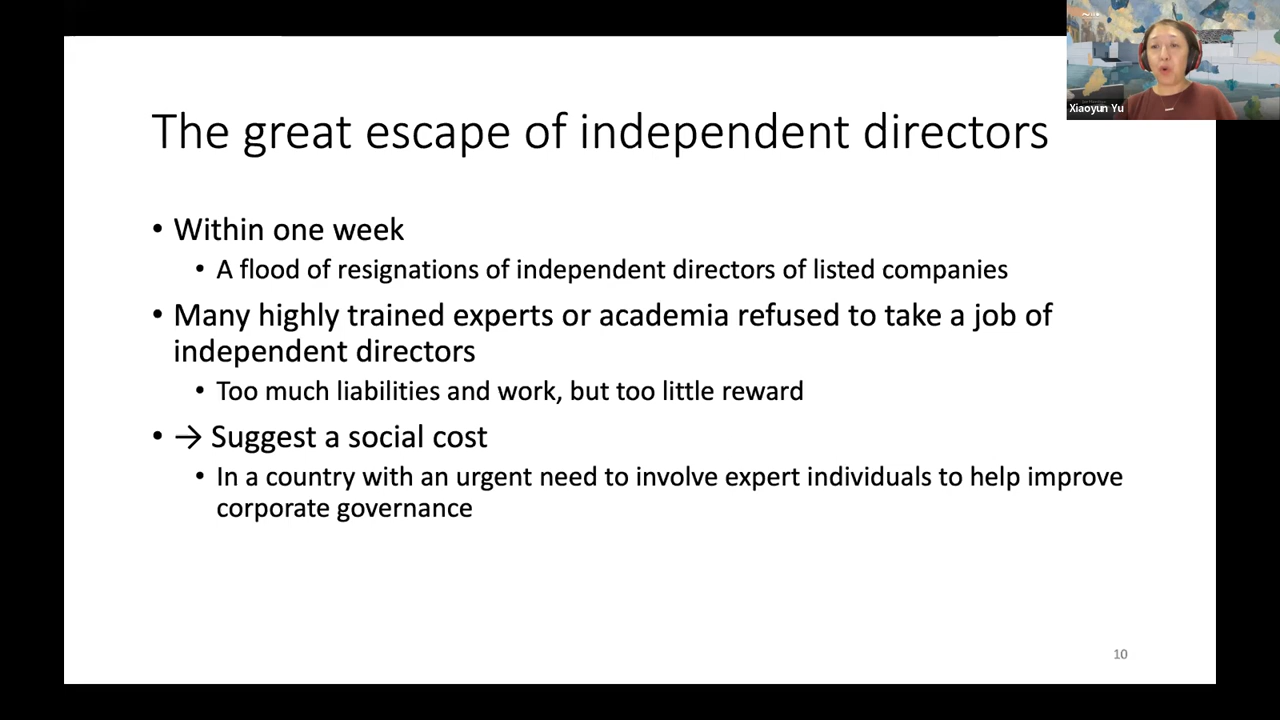 Xiaoyun Yu
The great escape of independent directors
• Within one week
• A flood of resignations of independent directors of listed companies
• Many highly trained experts or academia refused to take a job of
independent directors
• Too much liabilities and work, but too little reward
• → Suggest a social cost
• In a country with an urgent need to involve expert individuals to help improve
corporate governance
10